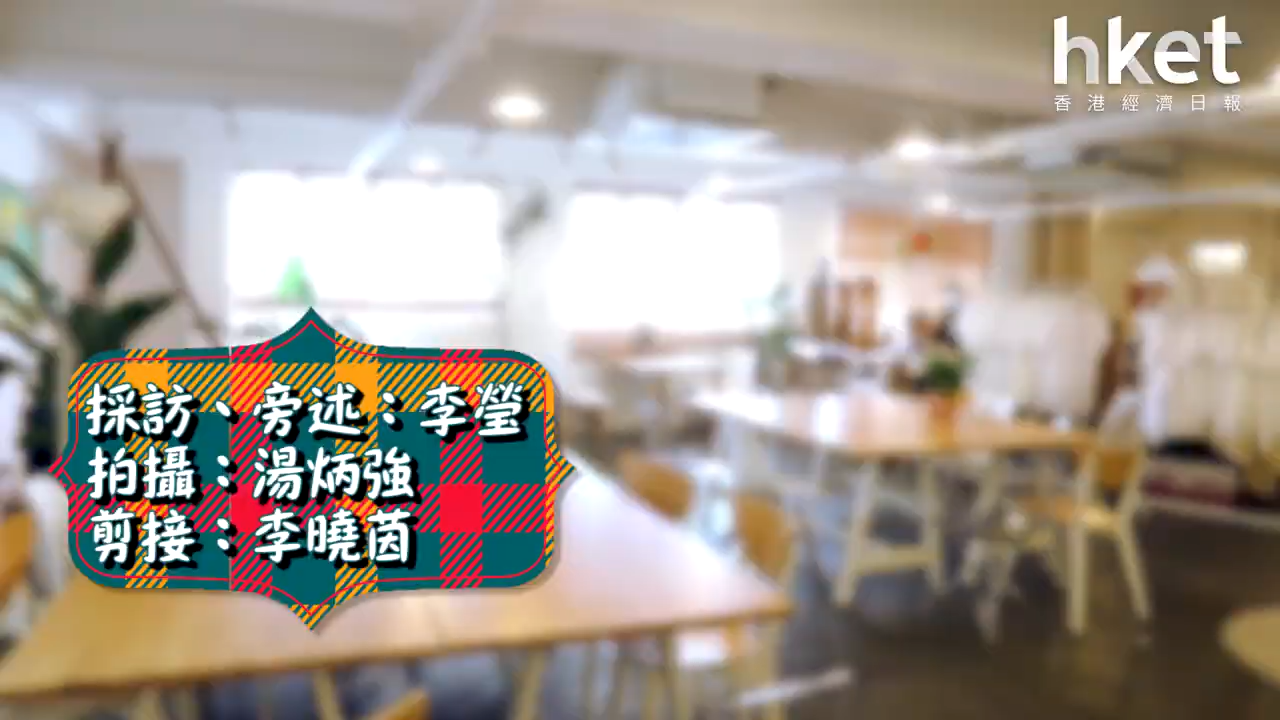 hket
香港經濟日報
採訪、旁述：李瑩
拍攝：湯炳強
剪接：李曉茵